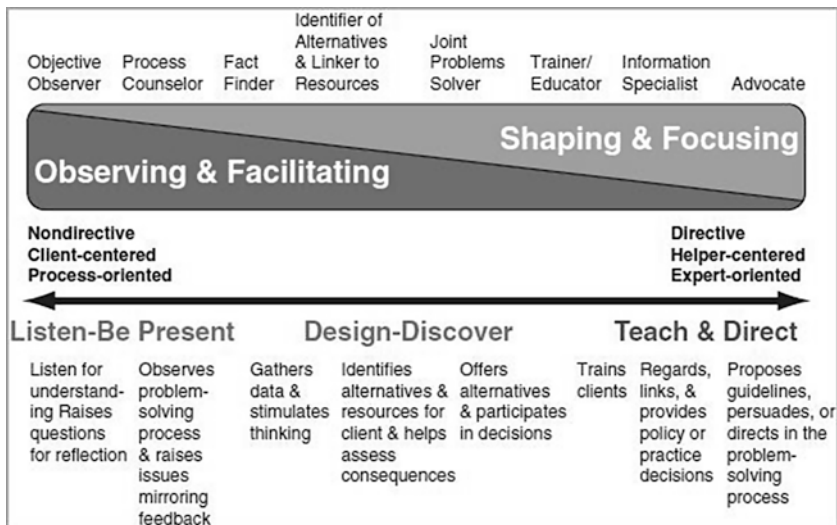 Objective
Observer
Process
Counselor
Fact
Finder
Identifier of
Alternatives
& Linker to
Resources
Joint
Problems
Solver
Trainer/
Educator
Information
Specialist
Advocate
Shaping & Focusing
Observing & Facilitating
Nondirective
Client-centered
Process-oriented
Directive
Helper-centered
Expert-oriented
Listen-Be Present
Design-Discover
Teach & Direct
Listen for
understand-
ing Raises
questions
for reflection
Observes
problem-
solving
process
& raises
issues
mirroring
feedback
Gathers
data &
stimulates
thinking
Identifies
alternatives &
resources for
client & helps
assess
consequences
Offers
alternatives
& participates
in decisions
Trains
clients
Regards,
links, &
provides
policy or
practice
decisions
Proposes
guidelines,
persuades, or
directs in the
problem-
solving
process